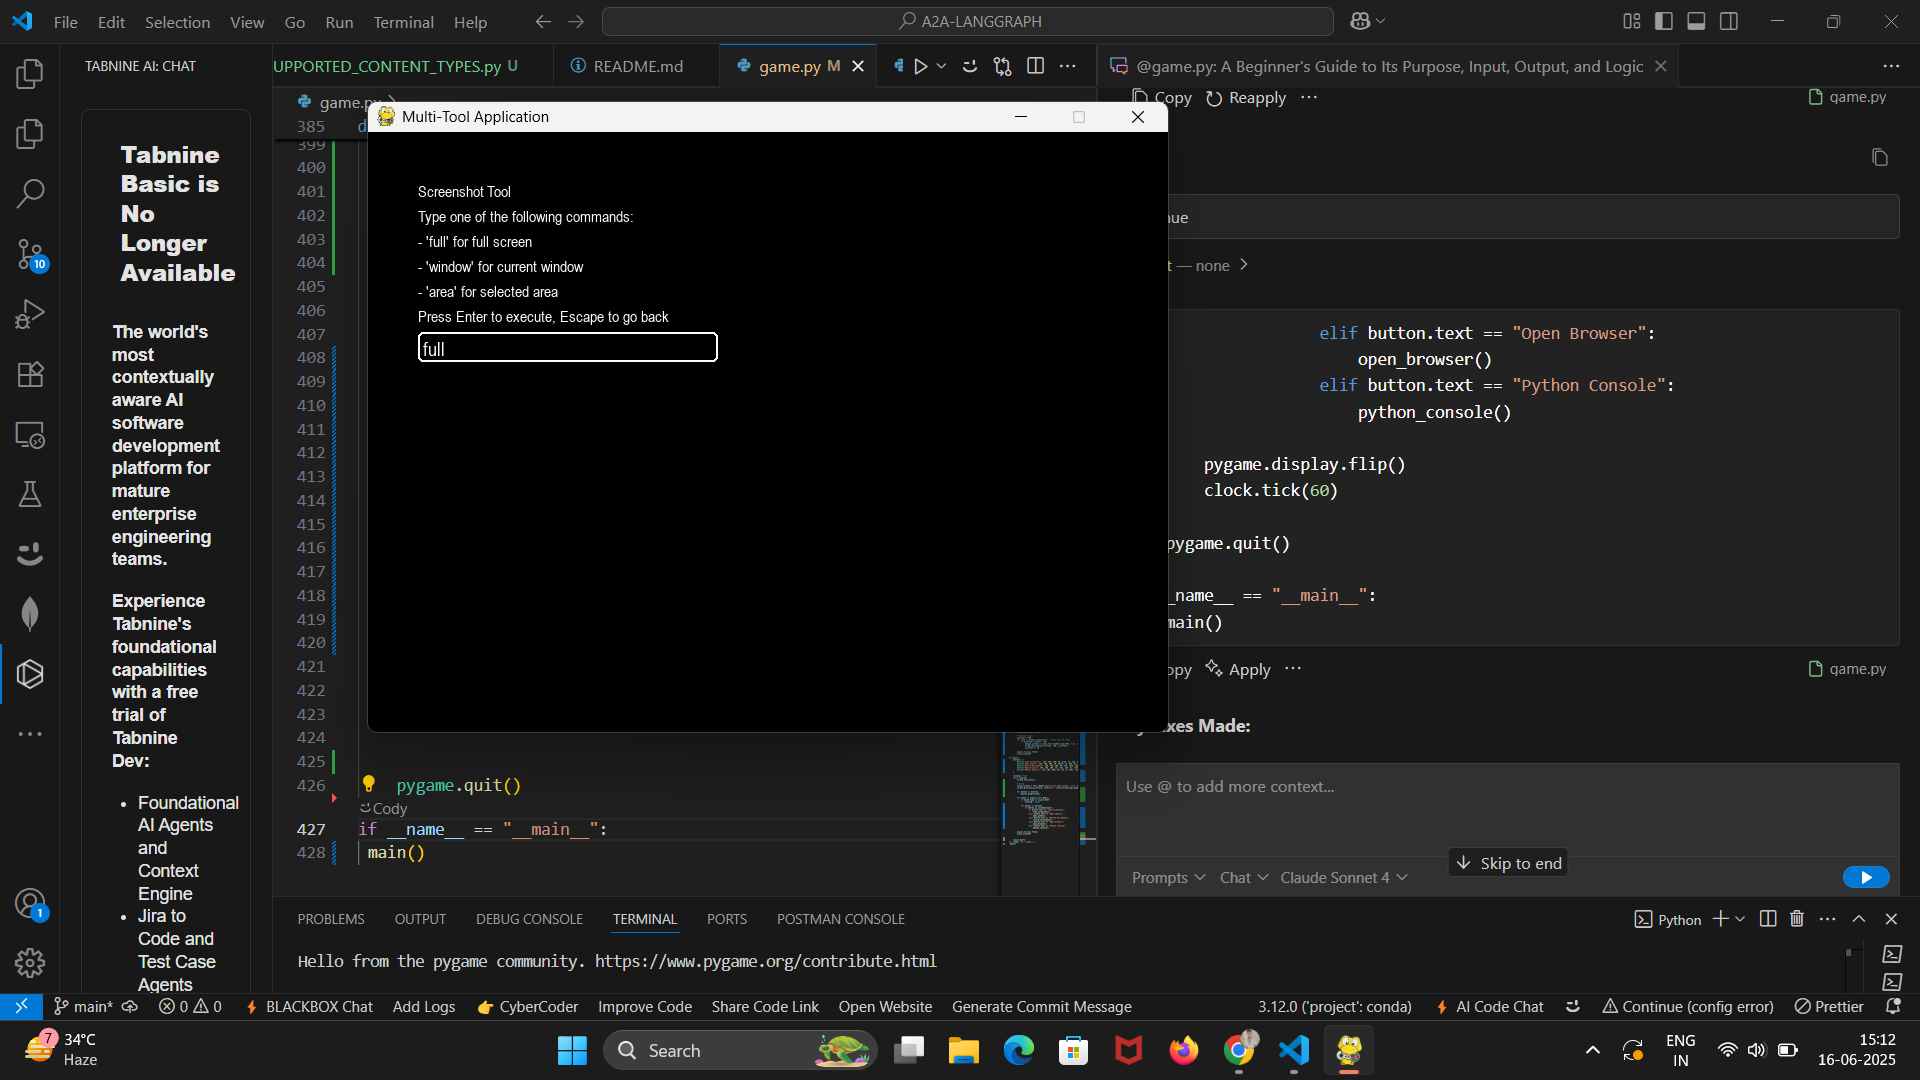 File Edit Selection View Go Run Terminal Help
A2A-LANGGRAPH
TABNINE AI: CHAT
UPPORTED_CONTENT_TYPES.py U
README.md
game.py M
@game.py: A Beginner's Guide to Its Purpose, Input, Output, and Logic
Tabnine
Basic is
No
Longer
Available
The world's
most
contextually
aware AI
software
development
platform for
mature
enterprise
engineering
teams.
Experience
Tabnine's
foundational
capabilities
with a free
trial of
Tabnine
Dev:
• Foundational
AI Agents
and
Context
Engine
• Jira to
Code and
Test Case
Agents
10
1
game.py
385
d
399
400
401
402
403
404
405
406
407
408
409
410
411
412
413
414
415
416
417
418
419
420
421
422
423
424
425
426 pygame.quit()
Cody
427 if __name__ == "__main__":
428 main()
Multi-Tool Application
Screenshot Tool
Type one of the following commands:
- 'full' for full screen
- 'window' for current window
- 'area' for selected area
Press Enter to execute, Escape to go back
full
Copy Reapply ··· game.py
ue
t — none
elif button.text == "Open Browser":
open_browser()
elif button.text == "Python Console":
python_console()
pygame.display.flip()
clock.tick(60)
pygame.quit()
_name__ == "__main__":
main()
opy Apply ··· game.py
xes Made:
Use @ to add more context...
Skip to end
Prompts Chat Claude Sonnet 4
PROBLEMS OUTPUT DEBUG CONSOLE TERMINAL PORTS POSTMAN CONSOLE
Python
Hello from the pygame community. https://www.pygame.org/contribute.html
main* 0 0 BLACKBOX Chat Add Logs CyberCoder Improve Code Share Code Link Open Website Generate Commit Message 3.12.0 ('project': conda) AI Code Chat Continue (config error) Prettier
7
34°C
Haze
Search
ENG
IN
15:12
16-06-2025